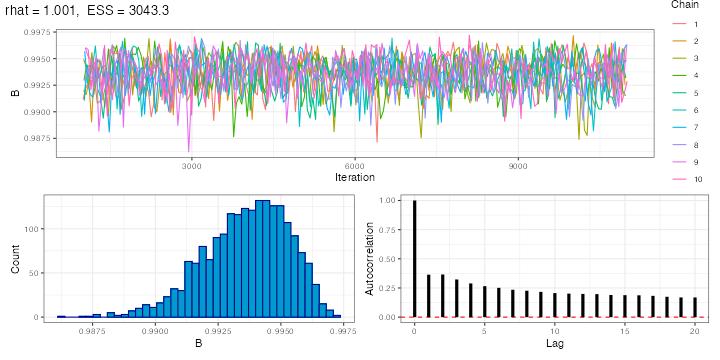 rhat = 1.001,  ESS = 3043.3
Chain
1
2
3
4
5
6
7
8
9
10
B
0.9975
0.9950
0.9925
0.9900
0.9875
3000 6000 9000
Iteration
Count
100
50
0
0.9875 0.9900 0.9925 0.9950 0.9975
B
Autocorrelation
1.00
0.75
0.50
0.25
0.00
0 5 10 15 20
Lag